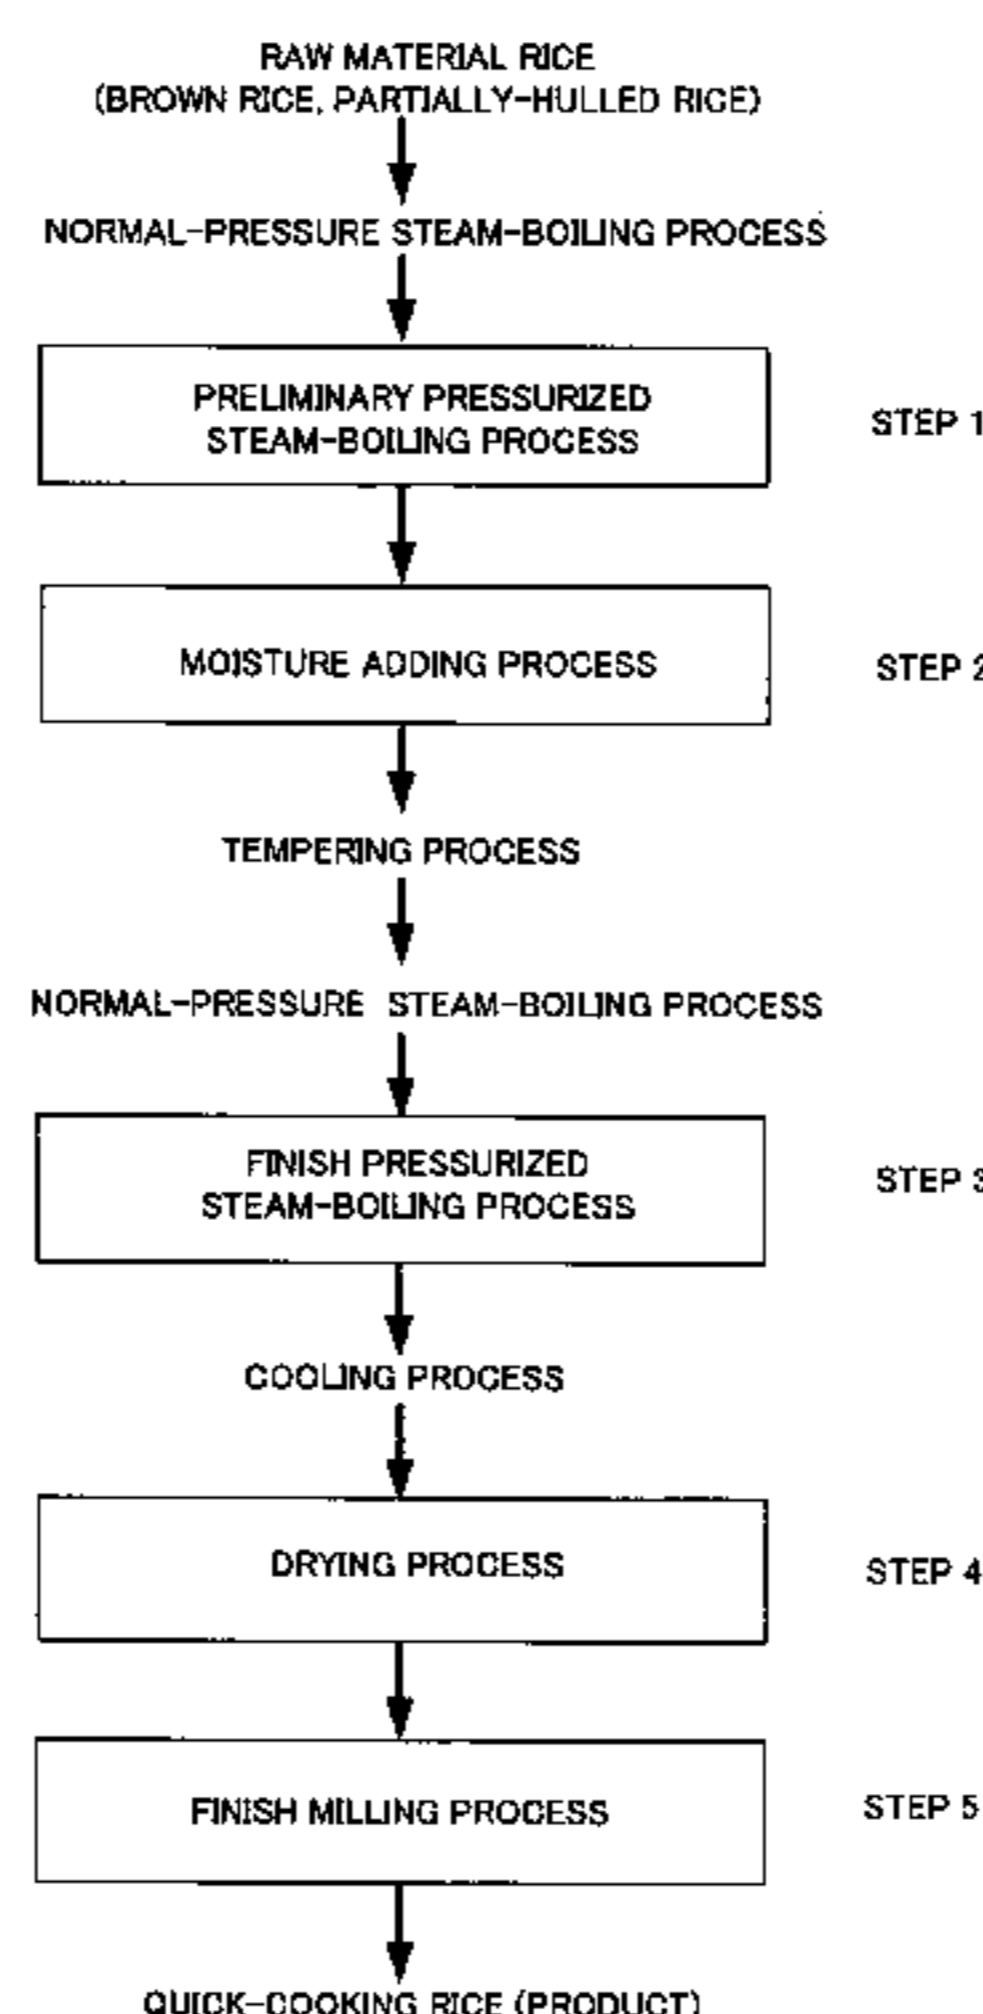 RAW MATERIAL RICE
(BROWN RICE, PARTIALLY-HULLED RICE)
NORMAL-PRESSURE STEAM-BOILING PROCESS
PRELIMINARY PRESSURIZED
STEAM-BOILING PROCESS
STEP 1
MOISTURE ADDING PROCESS
STEP 2
TEMPERING PROCESS
NORMAL-PRESSURE STEAM-BOILING PROCESS
FINISH PRESSURIZED
STEAM-BOILING PROCESS
STEP 3
COOLING PROCESS
DRYING PROCESS
STEP 4
FINISH MILLING PROCESS
STEP 5
QUICK-COOKING RICE (PRODUCT)